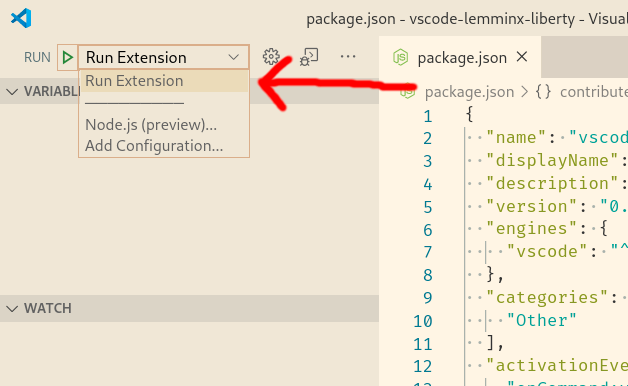 package.json - vscode-lemminx-liberty - Visual
RUN Run Extension
Run Extension
Node.js (preview)...
Add Configuration...
VARIABL
WATCH
package.json
package.json > {} contribute
1 {
2 "name": "vscod
3 "displayName":
4 "description":
5 "version": "0.
6 "engines": {
7 "vscode": "^
8 },
9 "categories":
10 "Other"
11 ],
12 "activationEve